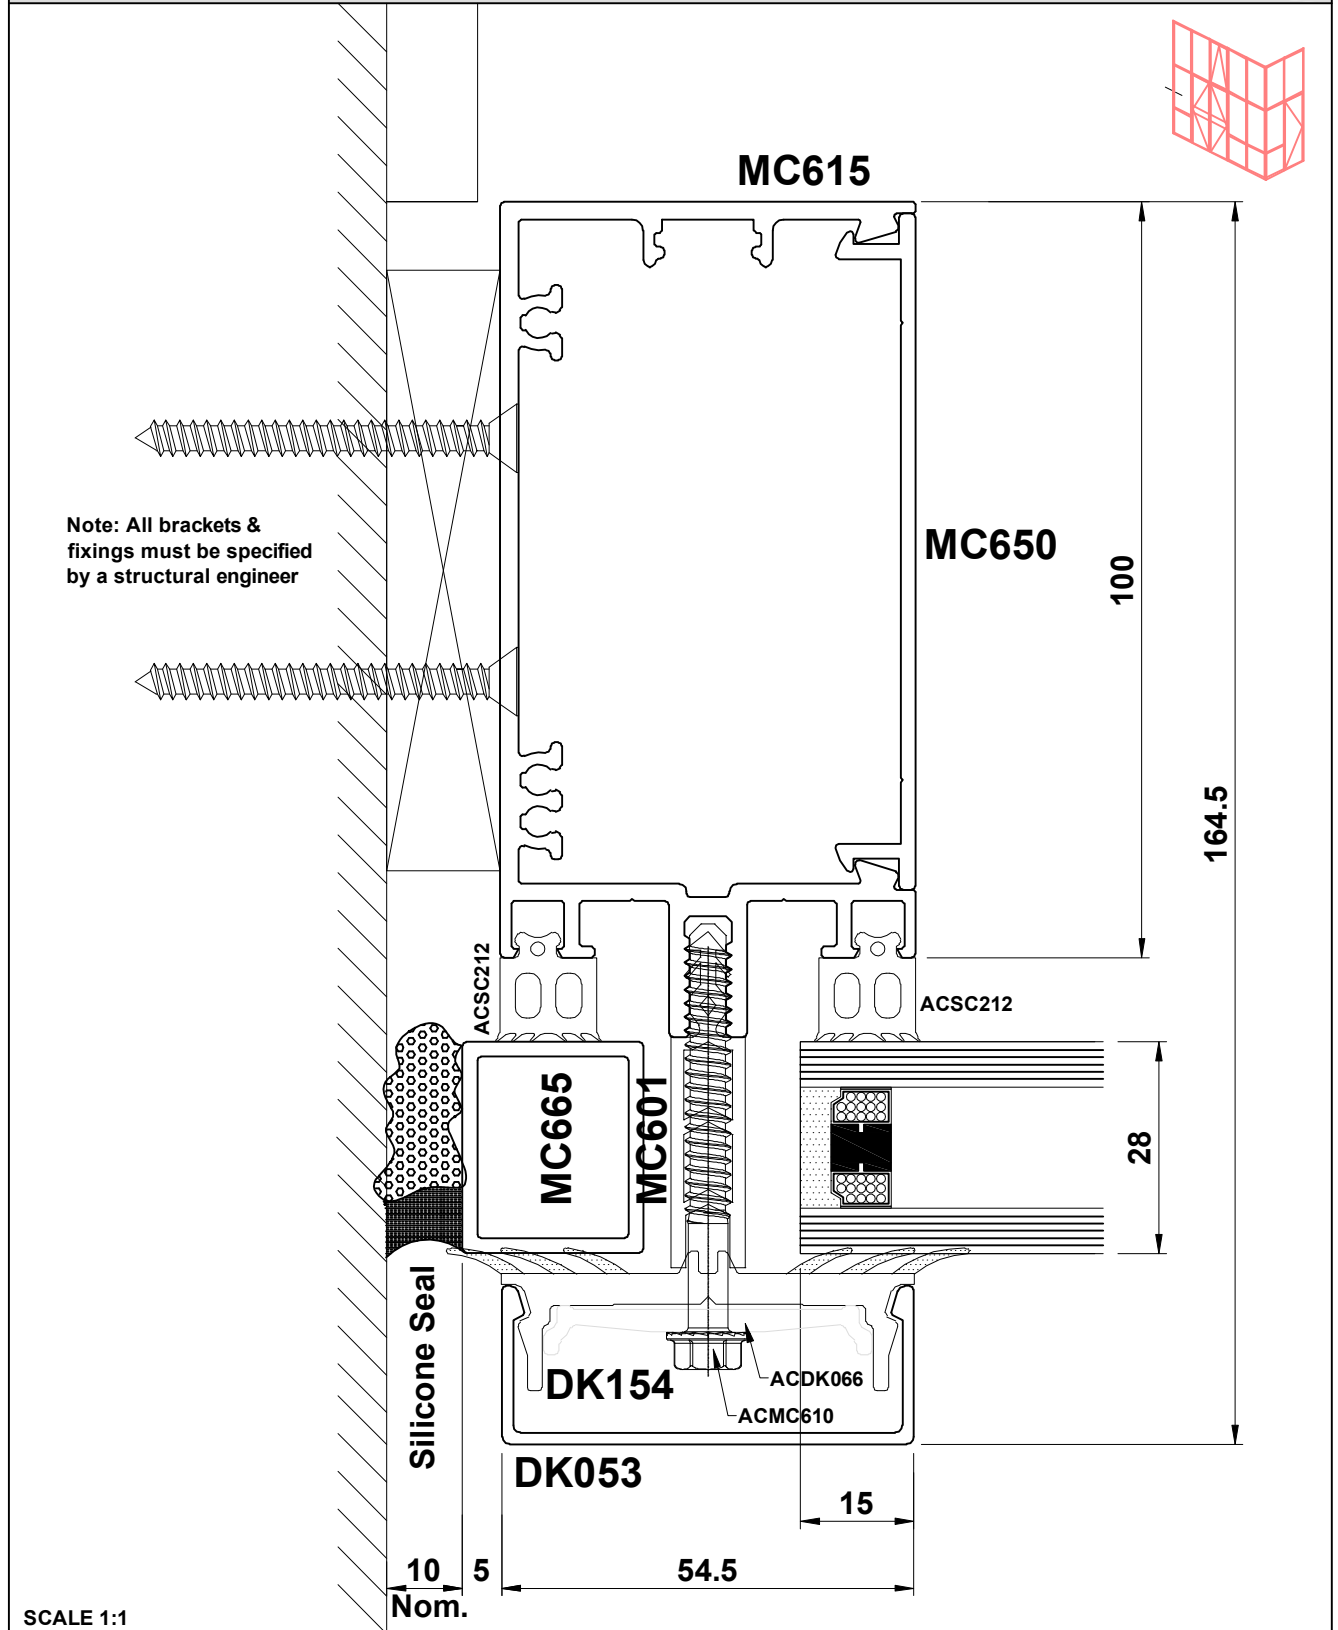 MC615
Note: All brackets &
fixings must be specified
by a structural engineer
MC650
100
164.5
ACSC212
ACSC212
MC665
MC601
28
Silicone Seal
DK154
ACDK066
ACMC610
DK053
15
10
5
54.5
Nom.
SCALE 1:1